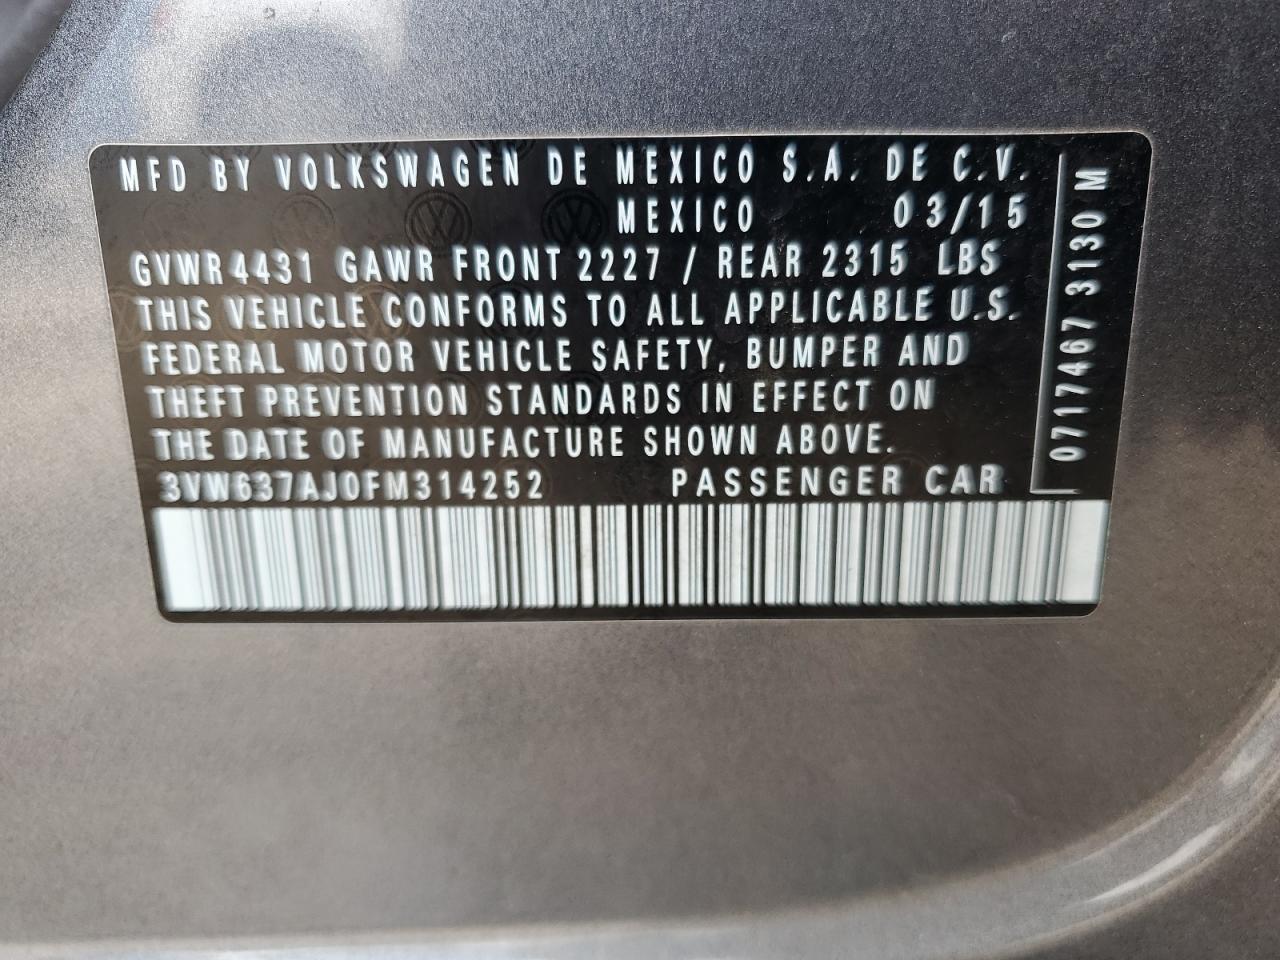 MFD BY VOLKSWAGEN DE MEXICO S.A. DE C.V.
MEXICO 03/15
GVWR 4431 GAWR FRONT 2227 / REAR 2315 LBS
THIS VEHICLE CONFORMS TO ALL APPLICABLE U.S.
FEDERAL MOTOR VEHICLE SAFETY, BUMPER AND
THEFT PREVENTION STANDARDS IN EFFECT ON
THE DATE OF MANUFACTURE SHOWN ABOVE.
3VW637AJ0FM314252 PASSENGER CAR
0717467 3130 M